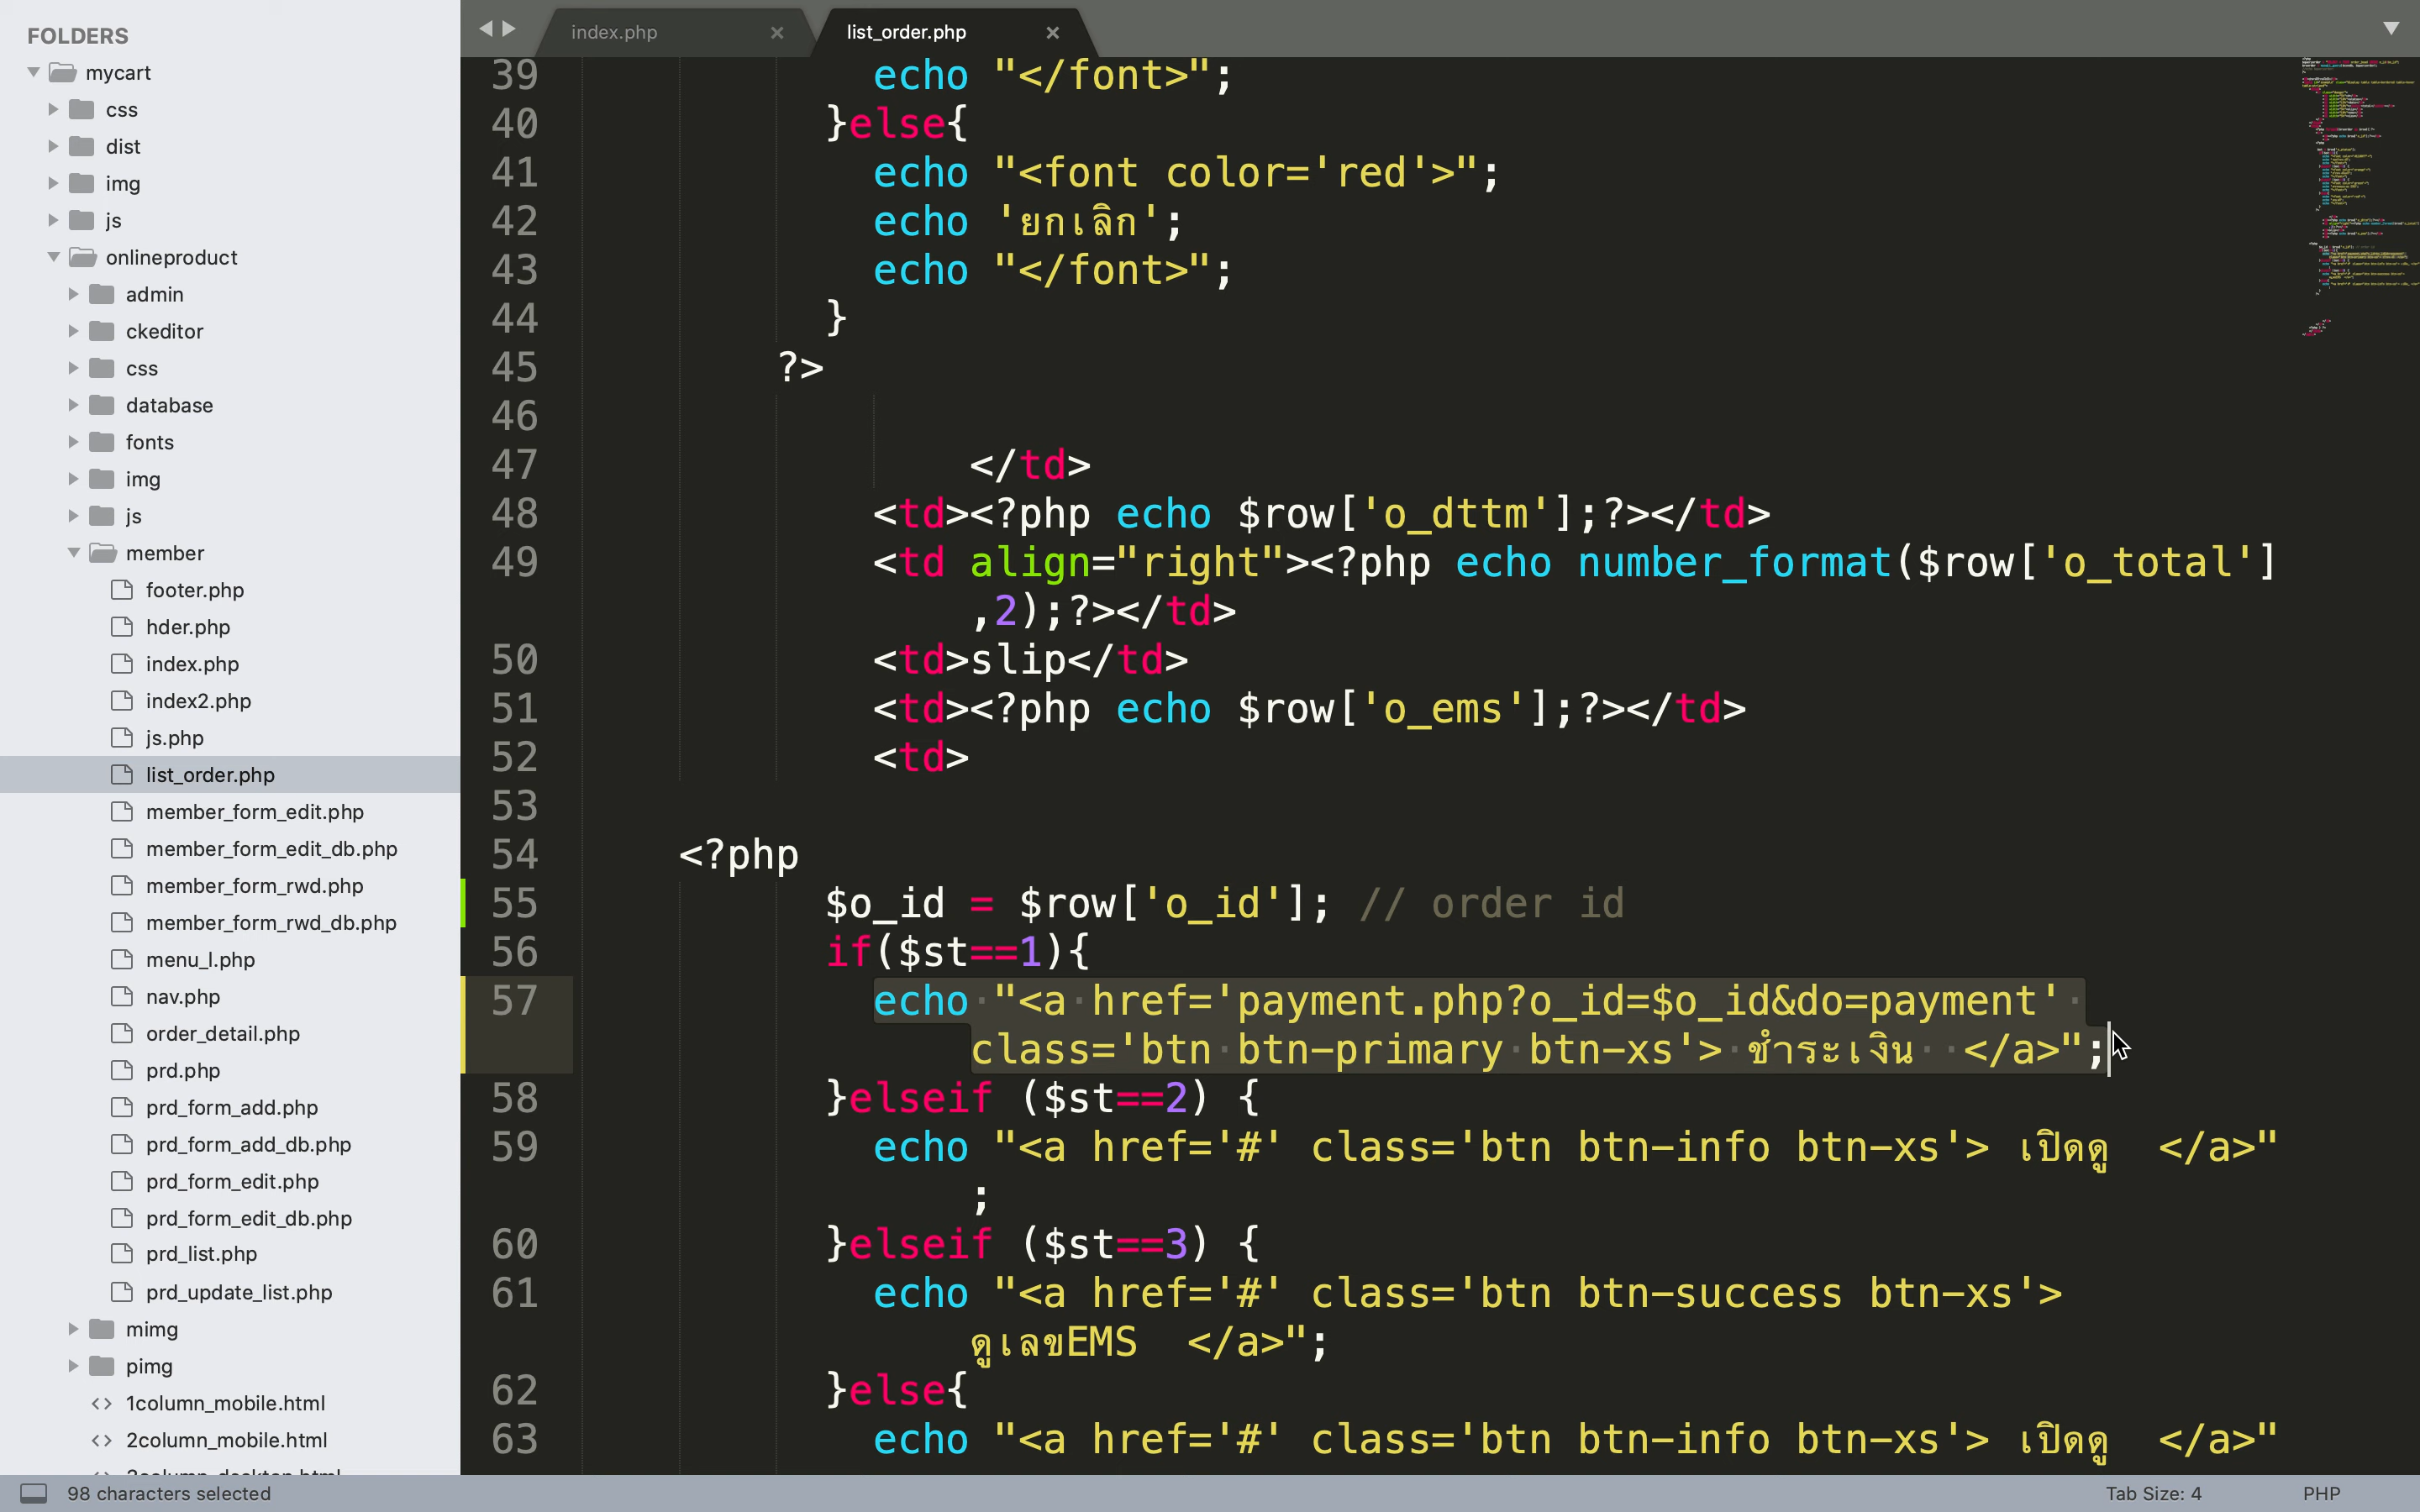 FOLDERS
mycart
css
dist
img
js
onlineproduct
admin
ckeditor
css
database
fonts
img
js
member
footer.php
hder.php
index.php
index2.php
js.php
list_order.php
member_form_edit.php
member_form_edit_db.php
member_form_rwd.php
member_form_rwd_db.php
menu_l.php
nav.php
order_detail.php
prd.php
prd_form_add.php
prd_form_add_db.php
prd_form_edit.php
prd_form_edit_db.php
prd_list.php
prd_update_list.php
mimg
pimg
1column_mobile.html
2column_mobile.html
index.php
list_order.php
39 echo "</font>";
40 }else{
41 echo "<font color='red'>";
42 echo 'ยกเลิก';
43 echo "</font>";
44 }
45 ?>
46
47 </td>
48 <td><?php echo $row['o_dttm'];?></td>
49 <td align="right"><?php echo number_format($row['o_total']
,2);?></td>
50 <td>slip</td>
51 <td><?php echo $row['o_ems'];?></td>
52 <td>
53
54 <?php
55 $o_id = $row['o_id']; // order id
56 if($st==1){
57 echo "<a href='payment.php?o_id=$o_id&do=payment'
class='btn btn-primary btn-xs'> ชำระเงิน  </a>";
58 }elseif ($st==2) {
59 echo "<a href='#' class='btn btn-info btn-xs'> เปิดดู  </a>"
;
60 }elseif ($st==3) {
61 echo "<a href='#' class='btn btn-success btn-xs'>
ดูเลขEMS  </a>";
62 }else{
63 echo "<a href='#' class='btn btn-info btn-xs'> เปิดดู  </a>"
98 characters selected
Tab Size: 4
PHP